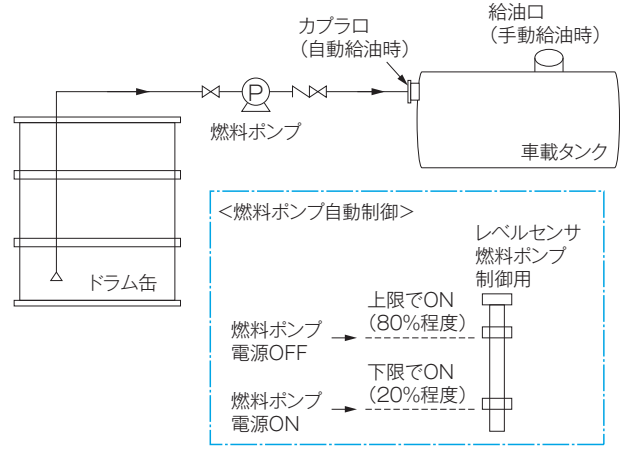 カプラ口
（自動給油時）
給油口
（手動給油時）
P
燃料ポンプ
車載タンク
ドラム缶
＜燃料ポンプ自動制御＞
レベルセンサ
燃料ポンプ
制御用
上限でON
（80%程度）
燃料ポンプ
電源OFF
下限でON
（20%程度）
燃料ポンプ
電源ON